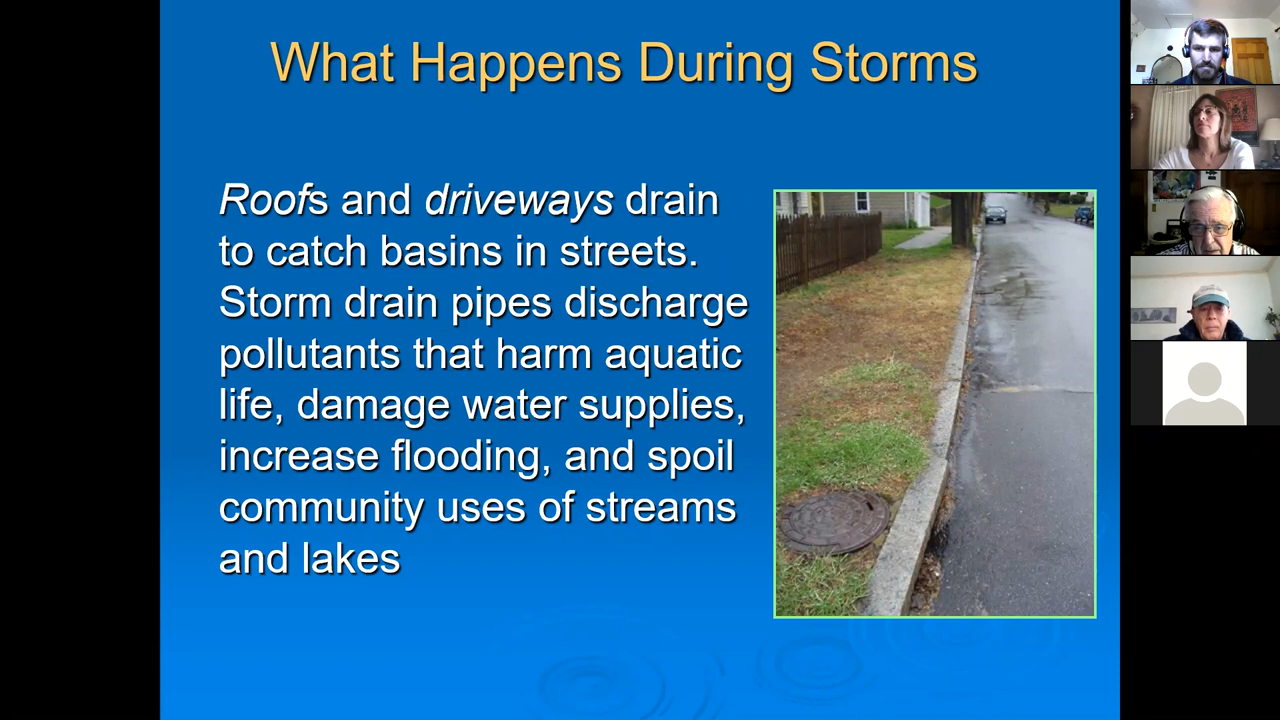 What Happens During Storms
Roofs and driveways drain
to catch basins in streets.
Storm drain pipes discharge
pollutants that harm aquatic
life, damage water supplies,
increase flooding, and spoil
community uses of streams
and lakes